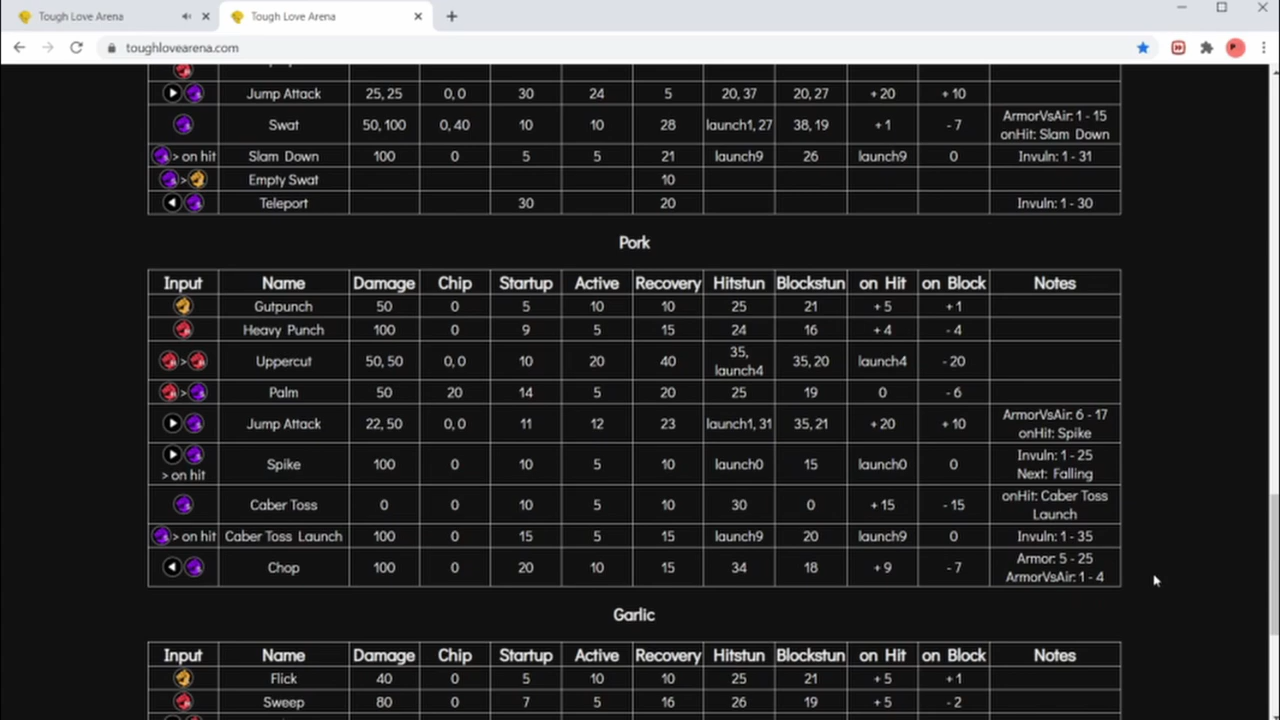 Tough Love Arena
Tough Love Arena
toughlovearena.com
Jump Attack 25, 25 0, 0 30 24 5 20, 37 20, 27 +20 +10
Swat 50, 100 0, 40 10 10 28 launch1, 27 38, 19 +1 -7 ArmorVsAir: 1 - 15
onHit: Slam Down
> on hit Slam Down 100 0 5 5 21 launch9 26 launch9 0 Invuln: 1 - 31
> Empty Swat 10
Teleport 30 20 Invuln: 1 - 30
Pork
Input Name Damage Chip Startup Active Recovery Hitstun Blockstun on Hit on Block Notes
Gutpunch 50 0 5 10 10 25 21 +5 +1
Heavy Punch 100 0 9 5 15 24 16 +4 -4
> Uppercut 50, 50 0, 0 10 20 40 35, launch4 35, 20 launch4 -20
> Palm 50 20 14 5 20 25 19 0 -6
Jump Attack 22, 50 0, 0 11 12 23 launch1, 31 35, 21 +20 +10 ArmorVsAir: 6 - 17
onHit: Spike
> on hit Spike 100 0 10 5 10 launch0 15 launch0 0 Invuln: 1 - 25
Next: Falling
Caber Toss 0 0 10 5 10 30 0 +15 -15 onHit: Caber Toss
Launch
> on hit Caber Toss Launch 100 0 15 5 15 launch9 20 launch9 0 Invuln: 1 - 35
Chop 100 0 20 10 15 34 18 +9 -7 Armor: 5 - 25
ArmorVsAir: 1 - 4
Garlic
Input Name Damage Chip Startup Active Recovery Hitstun Blockstun on Hit on Block Notes
Flick 40 0 5 10 10 25 21 +5 +1
Sweep 80 0 7 5 16 26 19 +5 -2